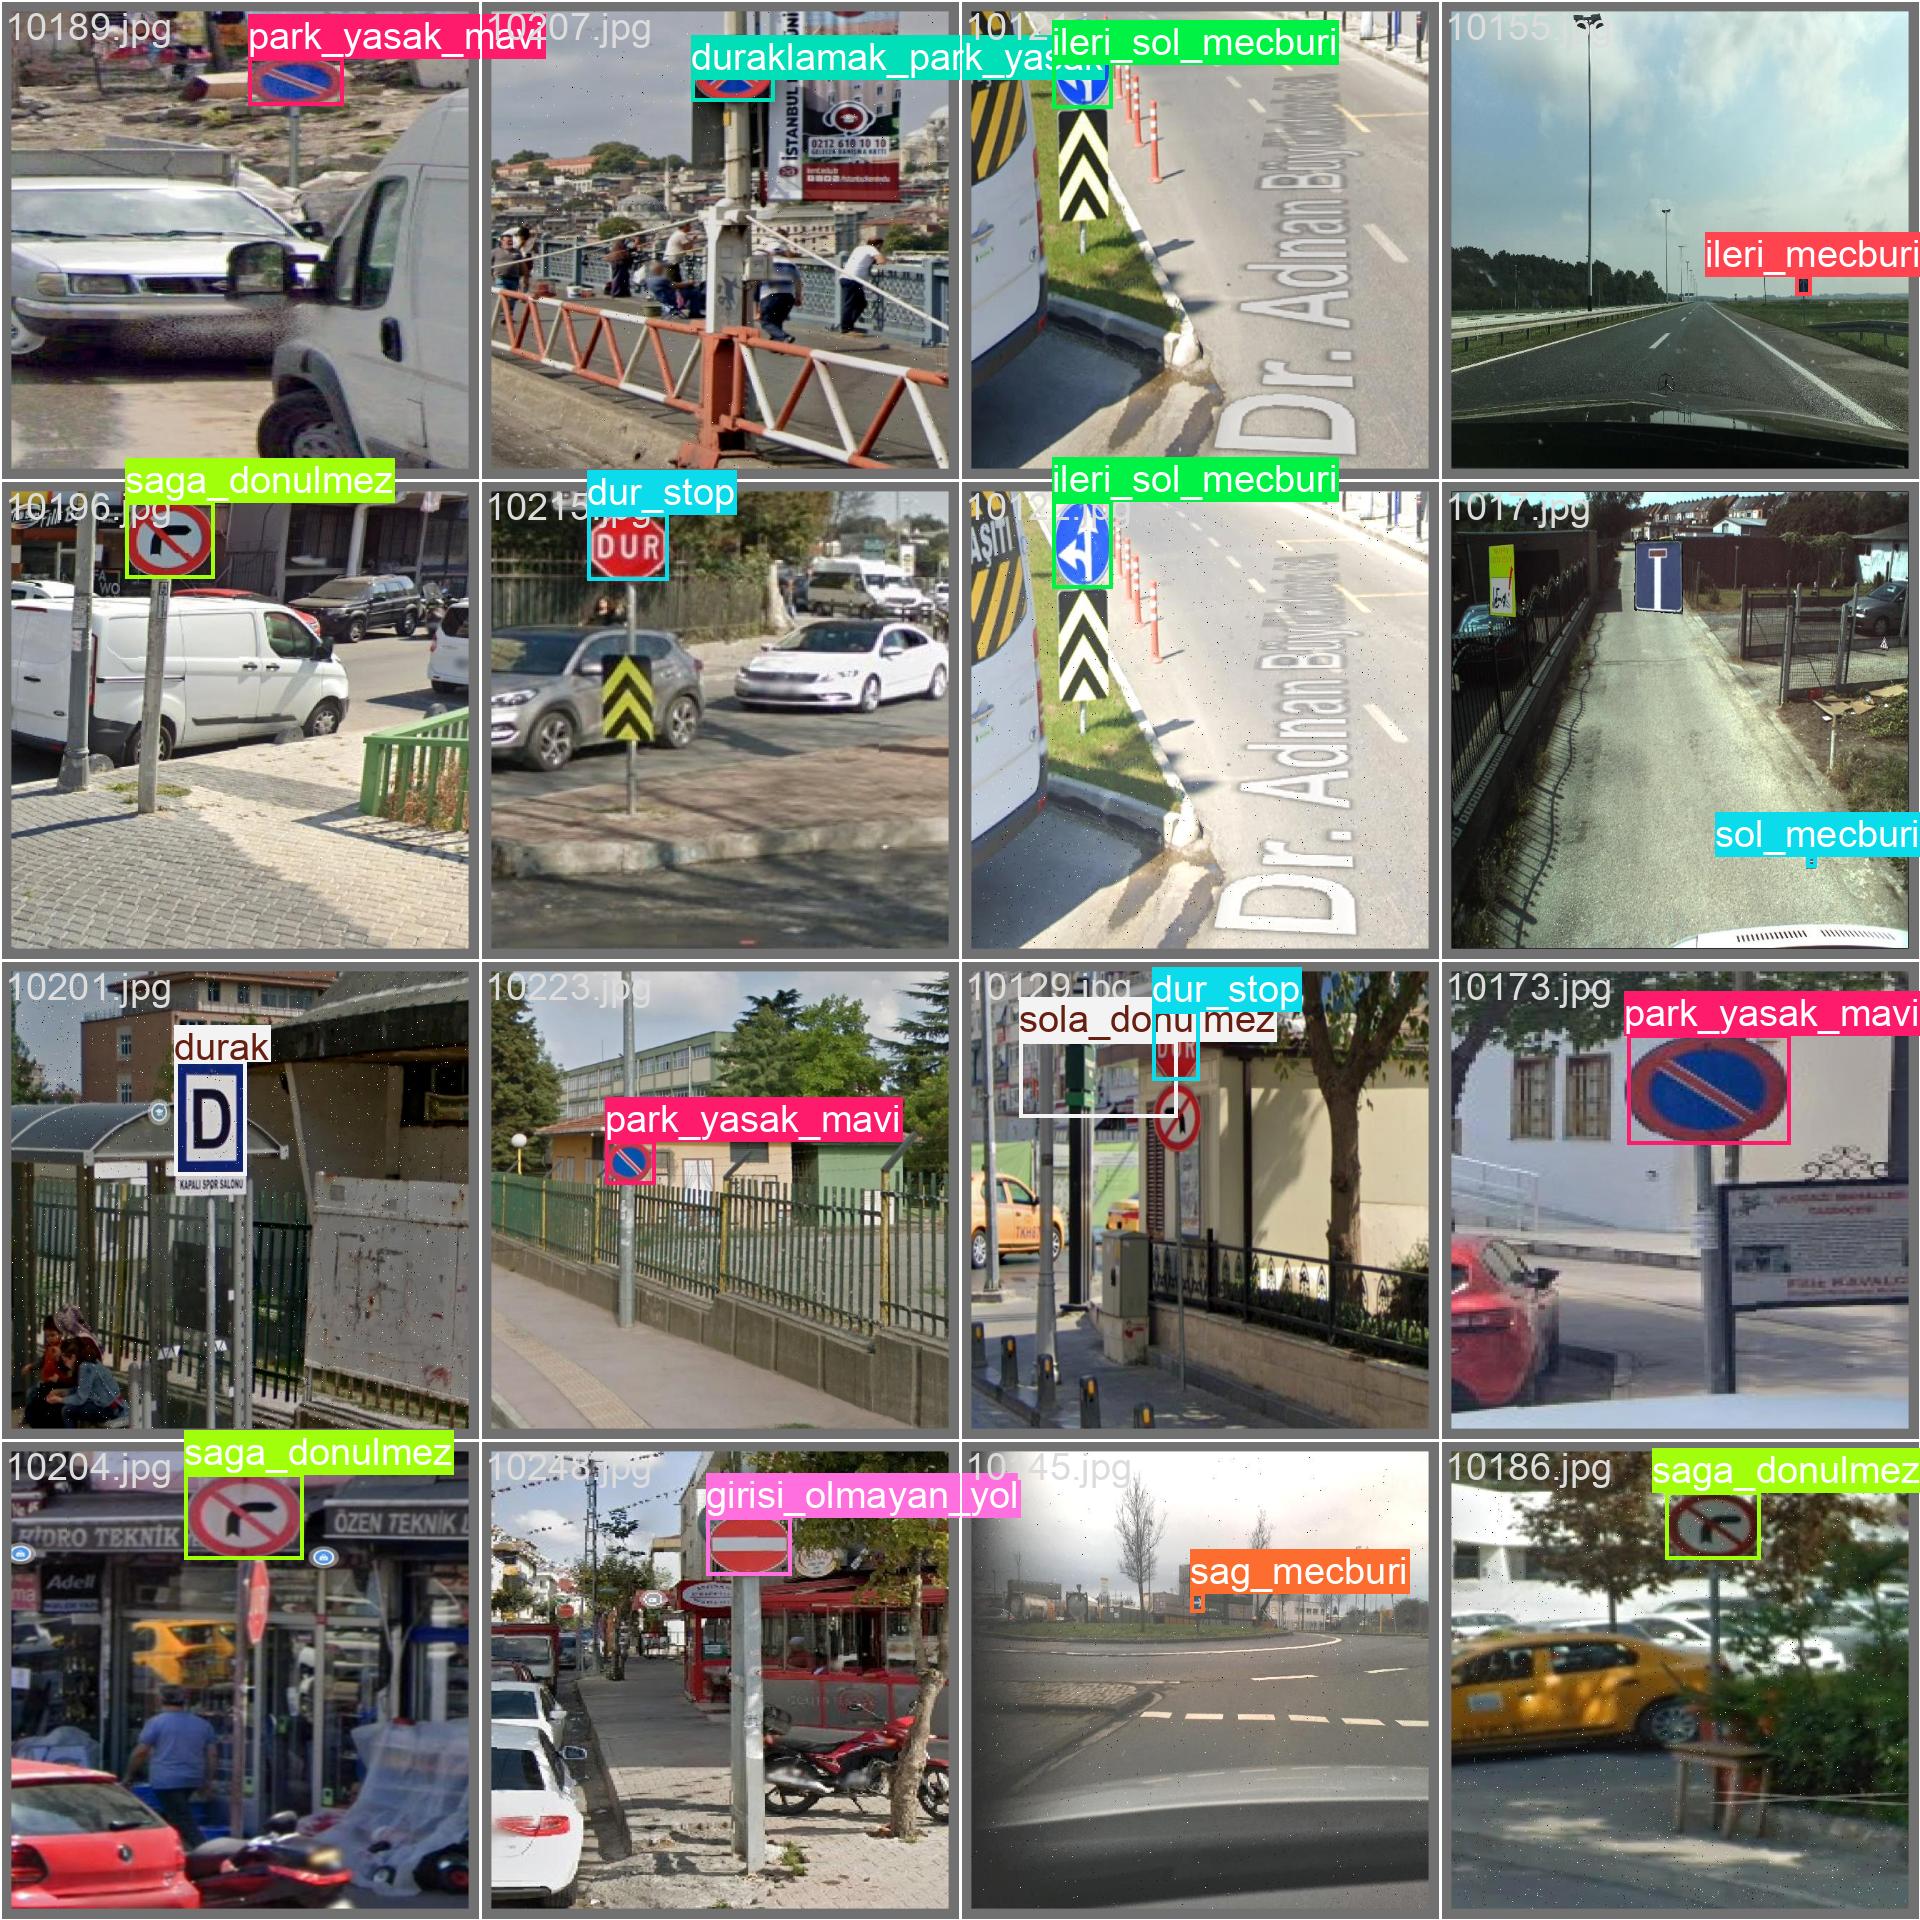 10189.jpg
park_yasak_mavi
10207.jpg
duraklamak_park_yasak
İSTANBUL
0212 618 10 10
ileri_sol_mecburi
Dr. Adnan Büyükdeniz
10155.jpg
ileri_mecburi
10196.jpg
saga_donulmez
10215.jpg
dur_stop
DUR
ileri_sol_mecburi
AŞITI
Dr. Adnan Büyükdeniz
1017.jpg
sol_mecburi
10201.jpg
durak
D
KAPALI SPOR SALONU
10223.jpg
park_yasak_mavi
10129.jpg
dur_stop
sola_donulmez
DUR
10173.jpg
park_yasak_mavi
10204.jpg
saga_donulmez
HİDRO TEKNİK
ÖZEN TEKNİK
Adell
10248.jpg
girisi_olmayan_yol
sag_mecburi
10186.jpg
saga_donulmez